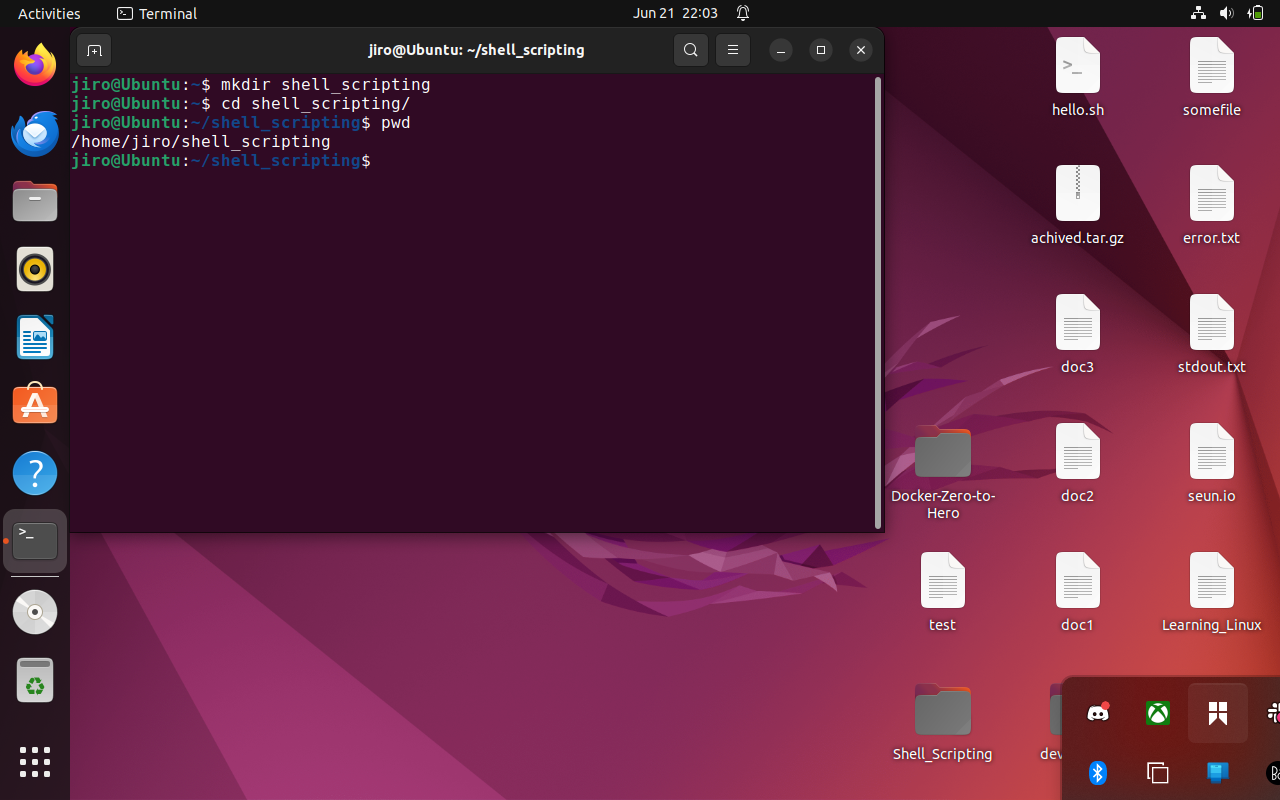 Activities
Terminal
Jun 21 22:03
jiro@Ubuntu: ~/shell_scripting
jiro@Ubuntu:~$ mkdir shell_scripting
jiro@Ubuntu:~$ cd shell_scripting/
jiro@Ubuntu:~/shell_scripting$ pwd
/home/jiro/shell_scripting
jiro@Ubuntu:~/shell_scripting$
hello.sh
somefile
achived.tar.gz
error.txt
doc3
stdout.txt
Docker-Zero-to-
Hero
doc2
seun.io
test
doc1
Learning_Linux
Shell_Scripting